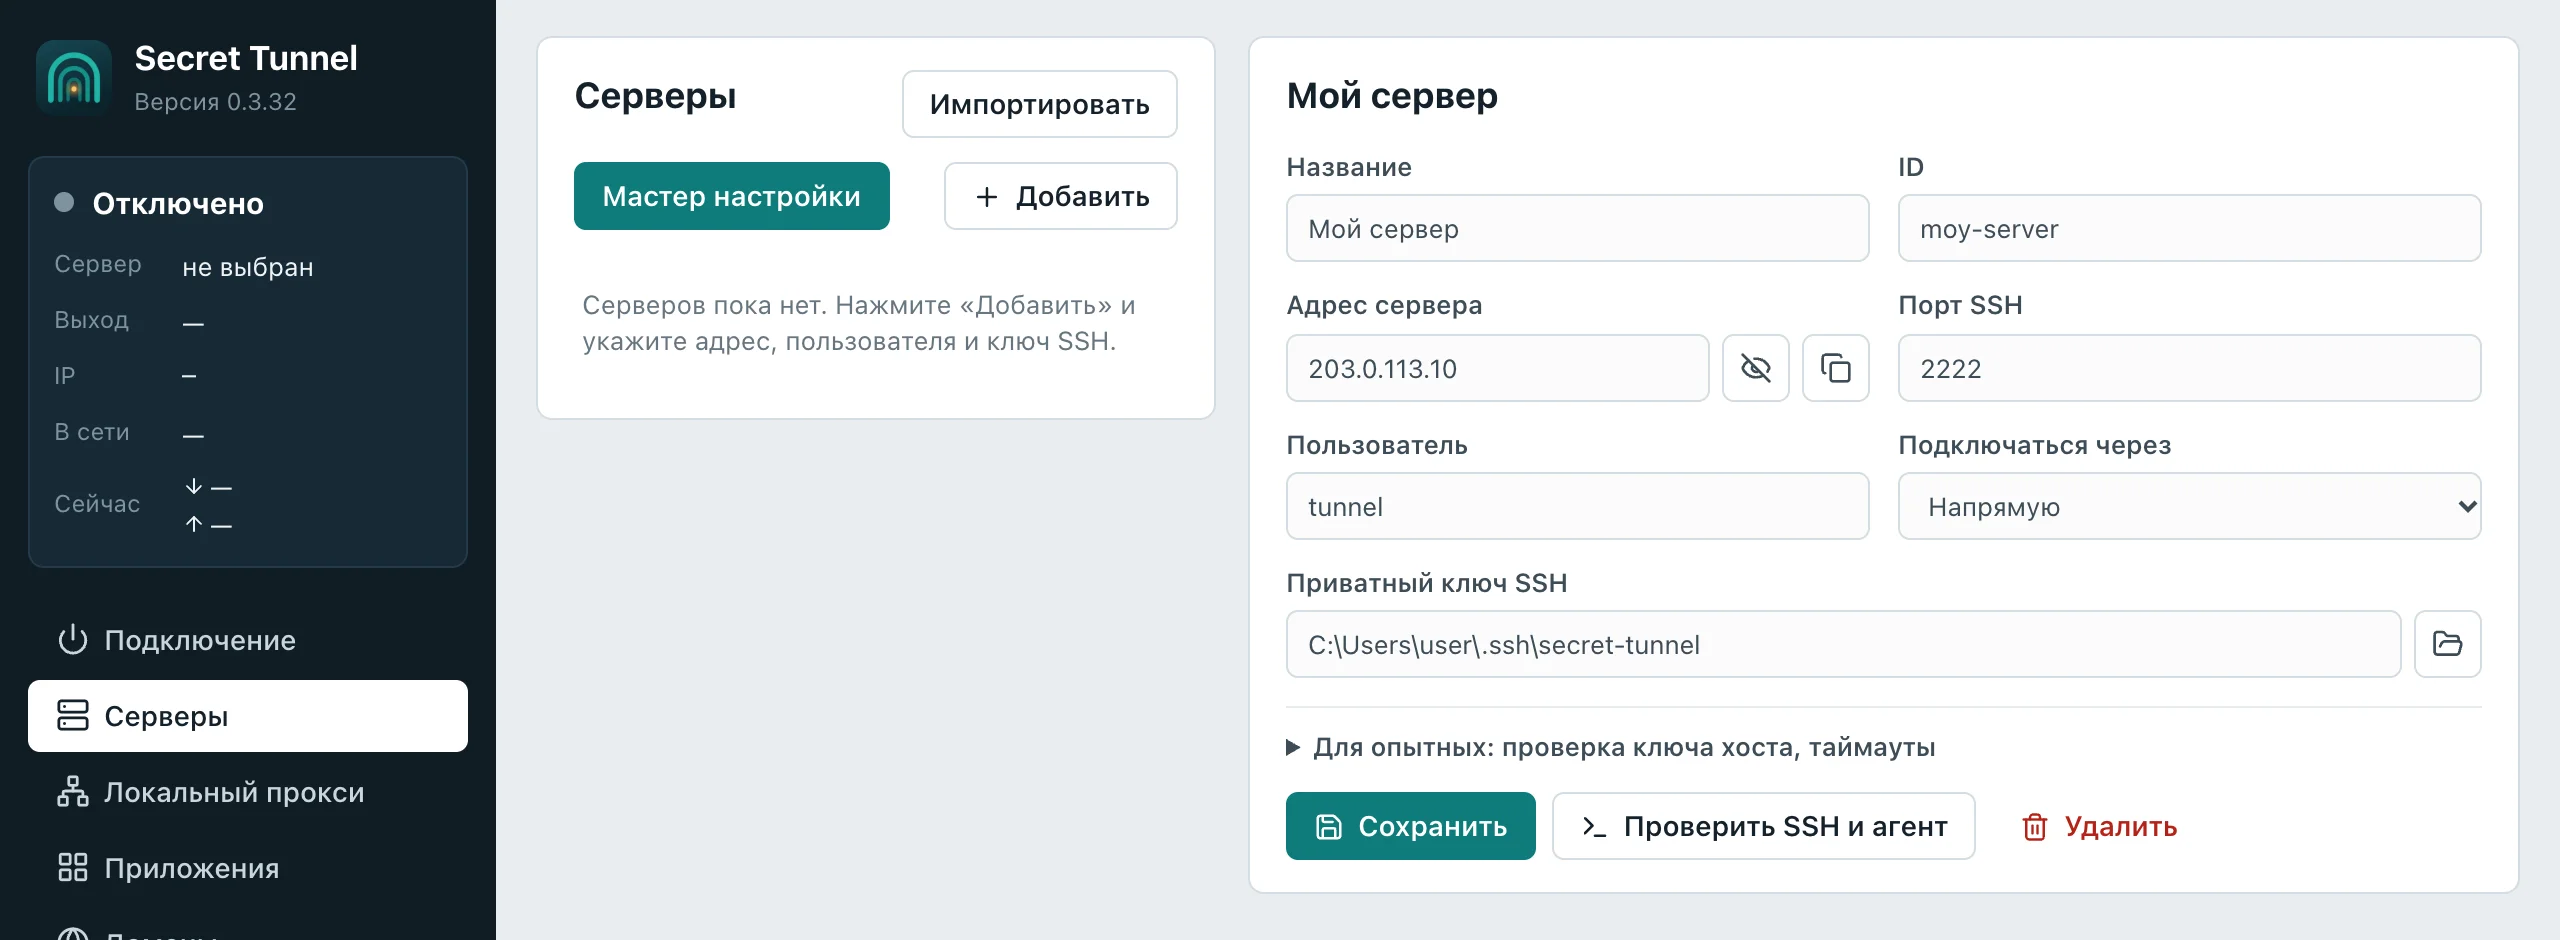 Secret Tunnel
Версия 0.3.32
Отключено
Сервер не выбран
Выход —
IP –
В сети —
Сейчас ↓ —
↑ —
Подключение
Серверы
Локальный прокси
Приложения
Серверы
Импортировать
Мастер настройки
+ Добавить
Серверов пока нет. Нажмите «Добавить» и
укажите адрес, пользователя и ключ SSH.
Мой сервер
Название
Мой сервер
ID
moy-server
Адрес сервера
203.0.113.10
Порт SSH
2222
Пользователь
tunnel
Подключаться через
Напрямую
Приватный ключ SSH
C:\Users\user\.ssh\secret-tunnel
Для опытных: проверка ключа хоста, таймауты
Сохранить
Проверить SSH и агент
Удалить